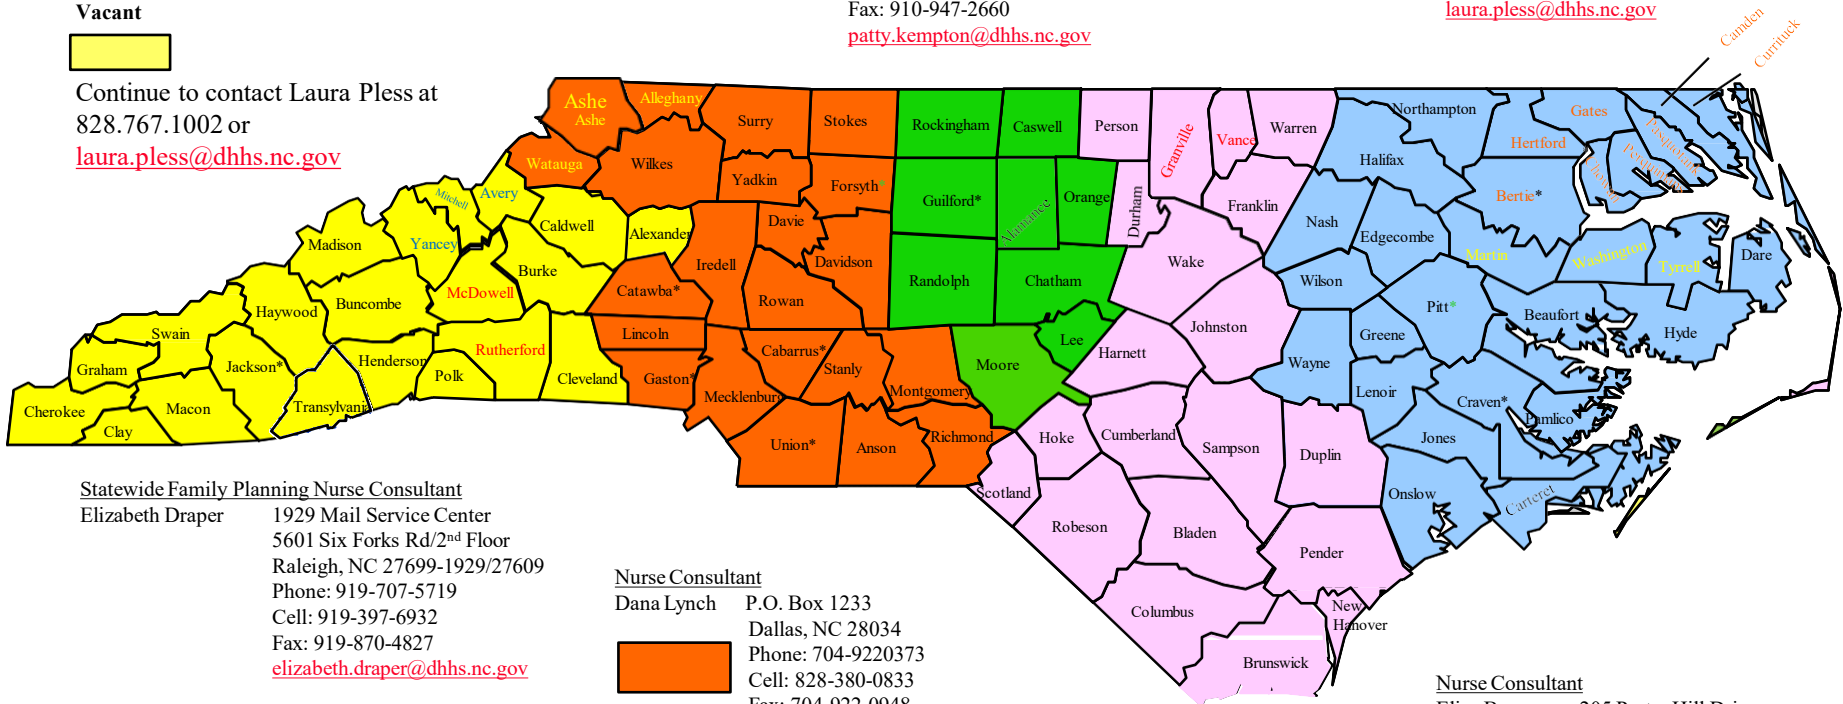 Vacant
Fax: 910-947-2660
patty.kempton@dhhs.nc.gov
laura.pless@dhhs.nc.gov
Continue to contact Laura Pless at
828.767.1002 or
laura.pless@dhhs.nc.gov
Camden
Currituck
Ashe
Ashe
Alleghany
Surry
Stokes
Rockingham
Caswell
Person
Granville
Vance
Warren
Northampton
Gates
Hertford
Pasquotank
Perquimans
Chowan
Watauga
Wilkes
Yadkin
Forsyth*
Guilford*
Alamance
Orange
Durham
Franklin
Halifax
Bertie*
Mitchell
Avery
Caldwell
Alexander
Davie
Nash
Edgecombe
Martin
Washington
Tyrrell
Dare
Madison
Yancey
Burke
Iredell
Davidson
Randolph
Chatham
Wake
Wilson
McDowell
Catawba*
Rowan
Pitt*
Beaufort
Hyde
Haywood
Buncombe
Swain
Rutherford
Lincoln
Cabarrus*
Stanly
Moore
Lee
Harnett
Johnston
Greene
Wayne
Graham
Jackson*
Henderson
Polk
Cleveland
Gaston*
Mecklenburg
Montgomery
Lenoir
Craven*
Pamlico
Cherokee
Macon
Transylvania
Clay
Union*
Anson
Richmond
Hoke
Cumberland
Sampson
Duplin
Jones
Scotland
Onslow
Carteret
Robeson
Bladen
Pender
Columbus
New
Hanover
Brunswick
Statewide Family Planning Nurse Consultant
Elizabeth Draper 1929 Mail Service Center
5601 Six Forks Rd/2nd Floor
Raleigh, NC 27699-1929/27609
Phone: 919-707-5719
Cell: 919-397-6932
Fax: 919-870-4827
elizabeth.draper@dhhs.nc.gov
Nurse Consultant
Dana Lynch P.O. Box 1233
Dallas, NC 28034
Phone: 704-9220373
Cell: 828-380-0833
Fax: 704-922-0948
Nurse Consultant